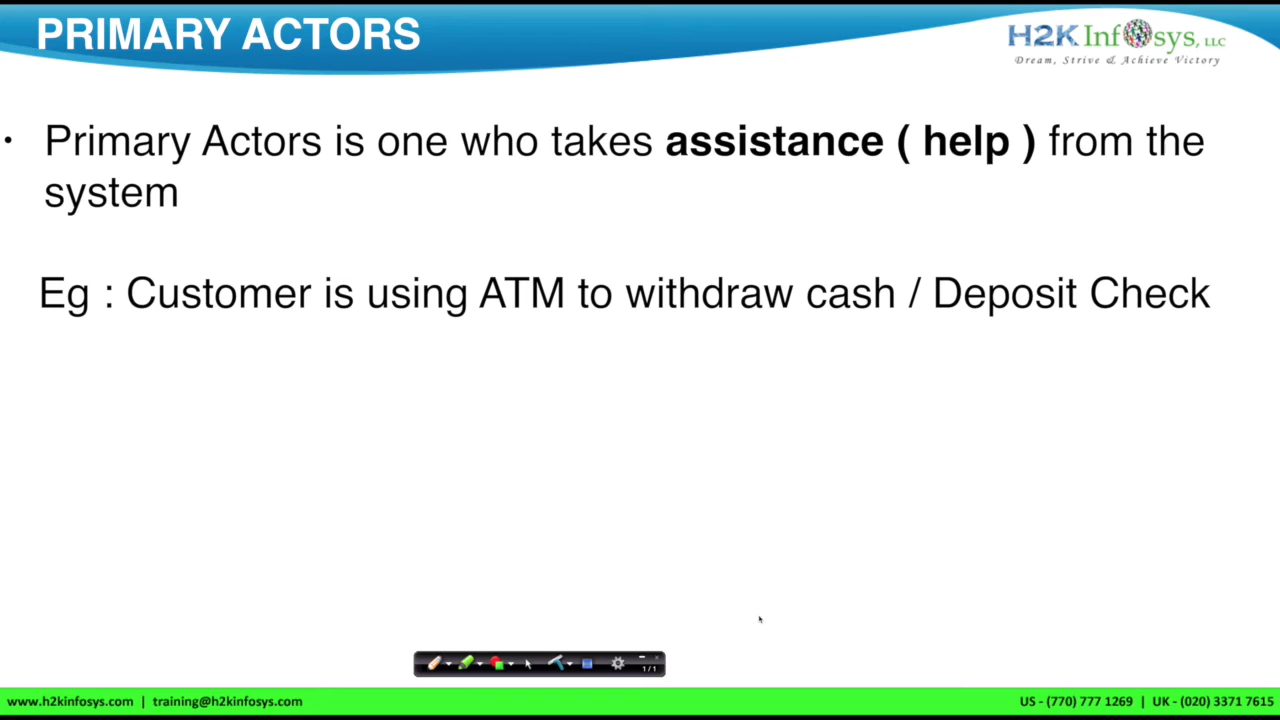 PRIMARY ACTORS
H2K Infosys, LLC
Dream, Strive & Achieve Victory
• Primary Actors is one who takes assistance ( help ) from the
system
Eg : Customer is using ATM to withdraw cash / Deposit Check
1/1
www.h2kinfosys.com | training@h2kinfosys.com
US - (770) 777 1269 | UK - (020) 3371 7615